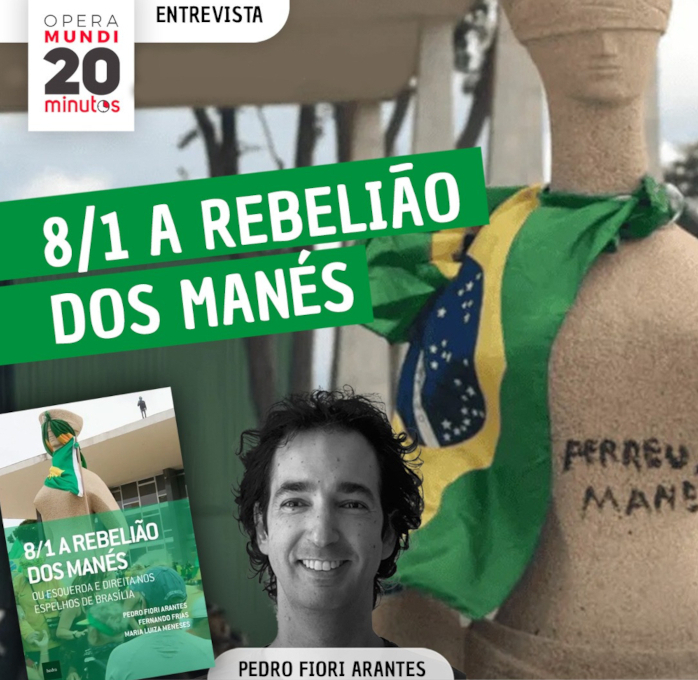 OPERA
MUNDI
20
minutos
ENTREVISTA
8/1 A REBELIÃO
DOS MANÉS
8/1 A REBELIÃO
DOS MANÉS
OU ESQUERDA E DIREITA NOS
ESPELHOS DE BRASÍLIA
PEDRO FIORI ARANTES
FERNANDO FRIAS
MARIA LUIZA MENESES
hedra
PERDEU
MANÉ
PEDRO FIORI ARANTES